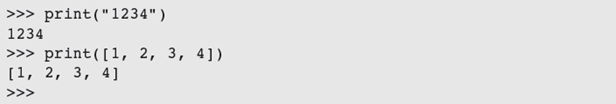 >>> print("1234")
1234
>>> print([1, 2, 3, 4])
[1, 2, 3, 4]
>>>